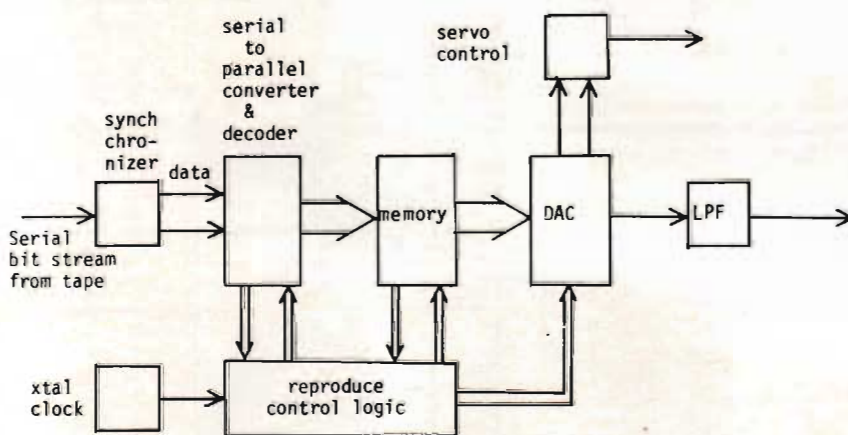 serial
to
parallel
converter
&
decoder
servo
control
synch
chro-
nizer
data
memory
DAC
LPF
Serial
bit stream
from tape
xtal
clock
reproduce
control logic